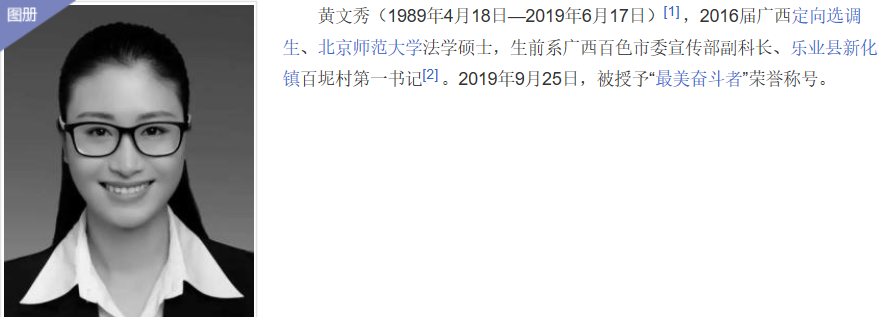 图册
黄文秀（1989年4月18日—2019年6月17日）[1]，2016届广西定向选调
生、北京师范大学法学硕士，生前系广西百色市委宣传部副科长、乐业县新化
镇百坭村第一书记[2]。2019年9月25日，被授予“最美奋斗者”荣誉称号。